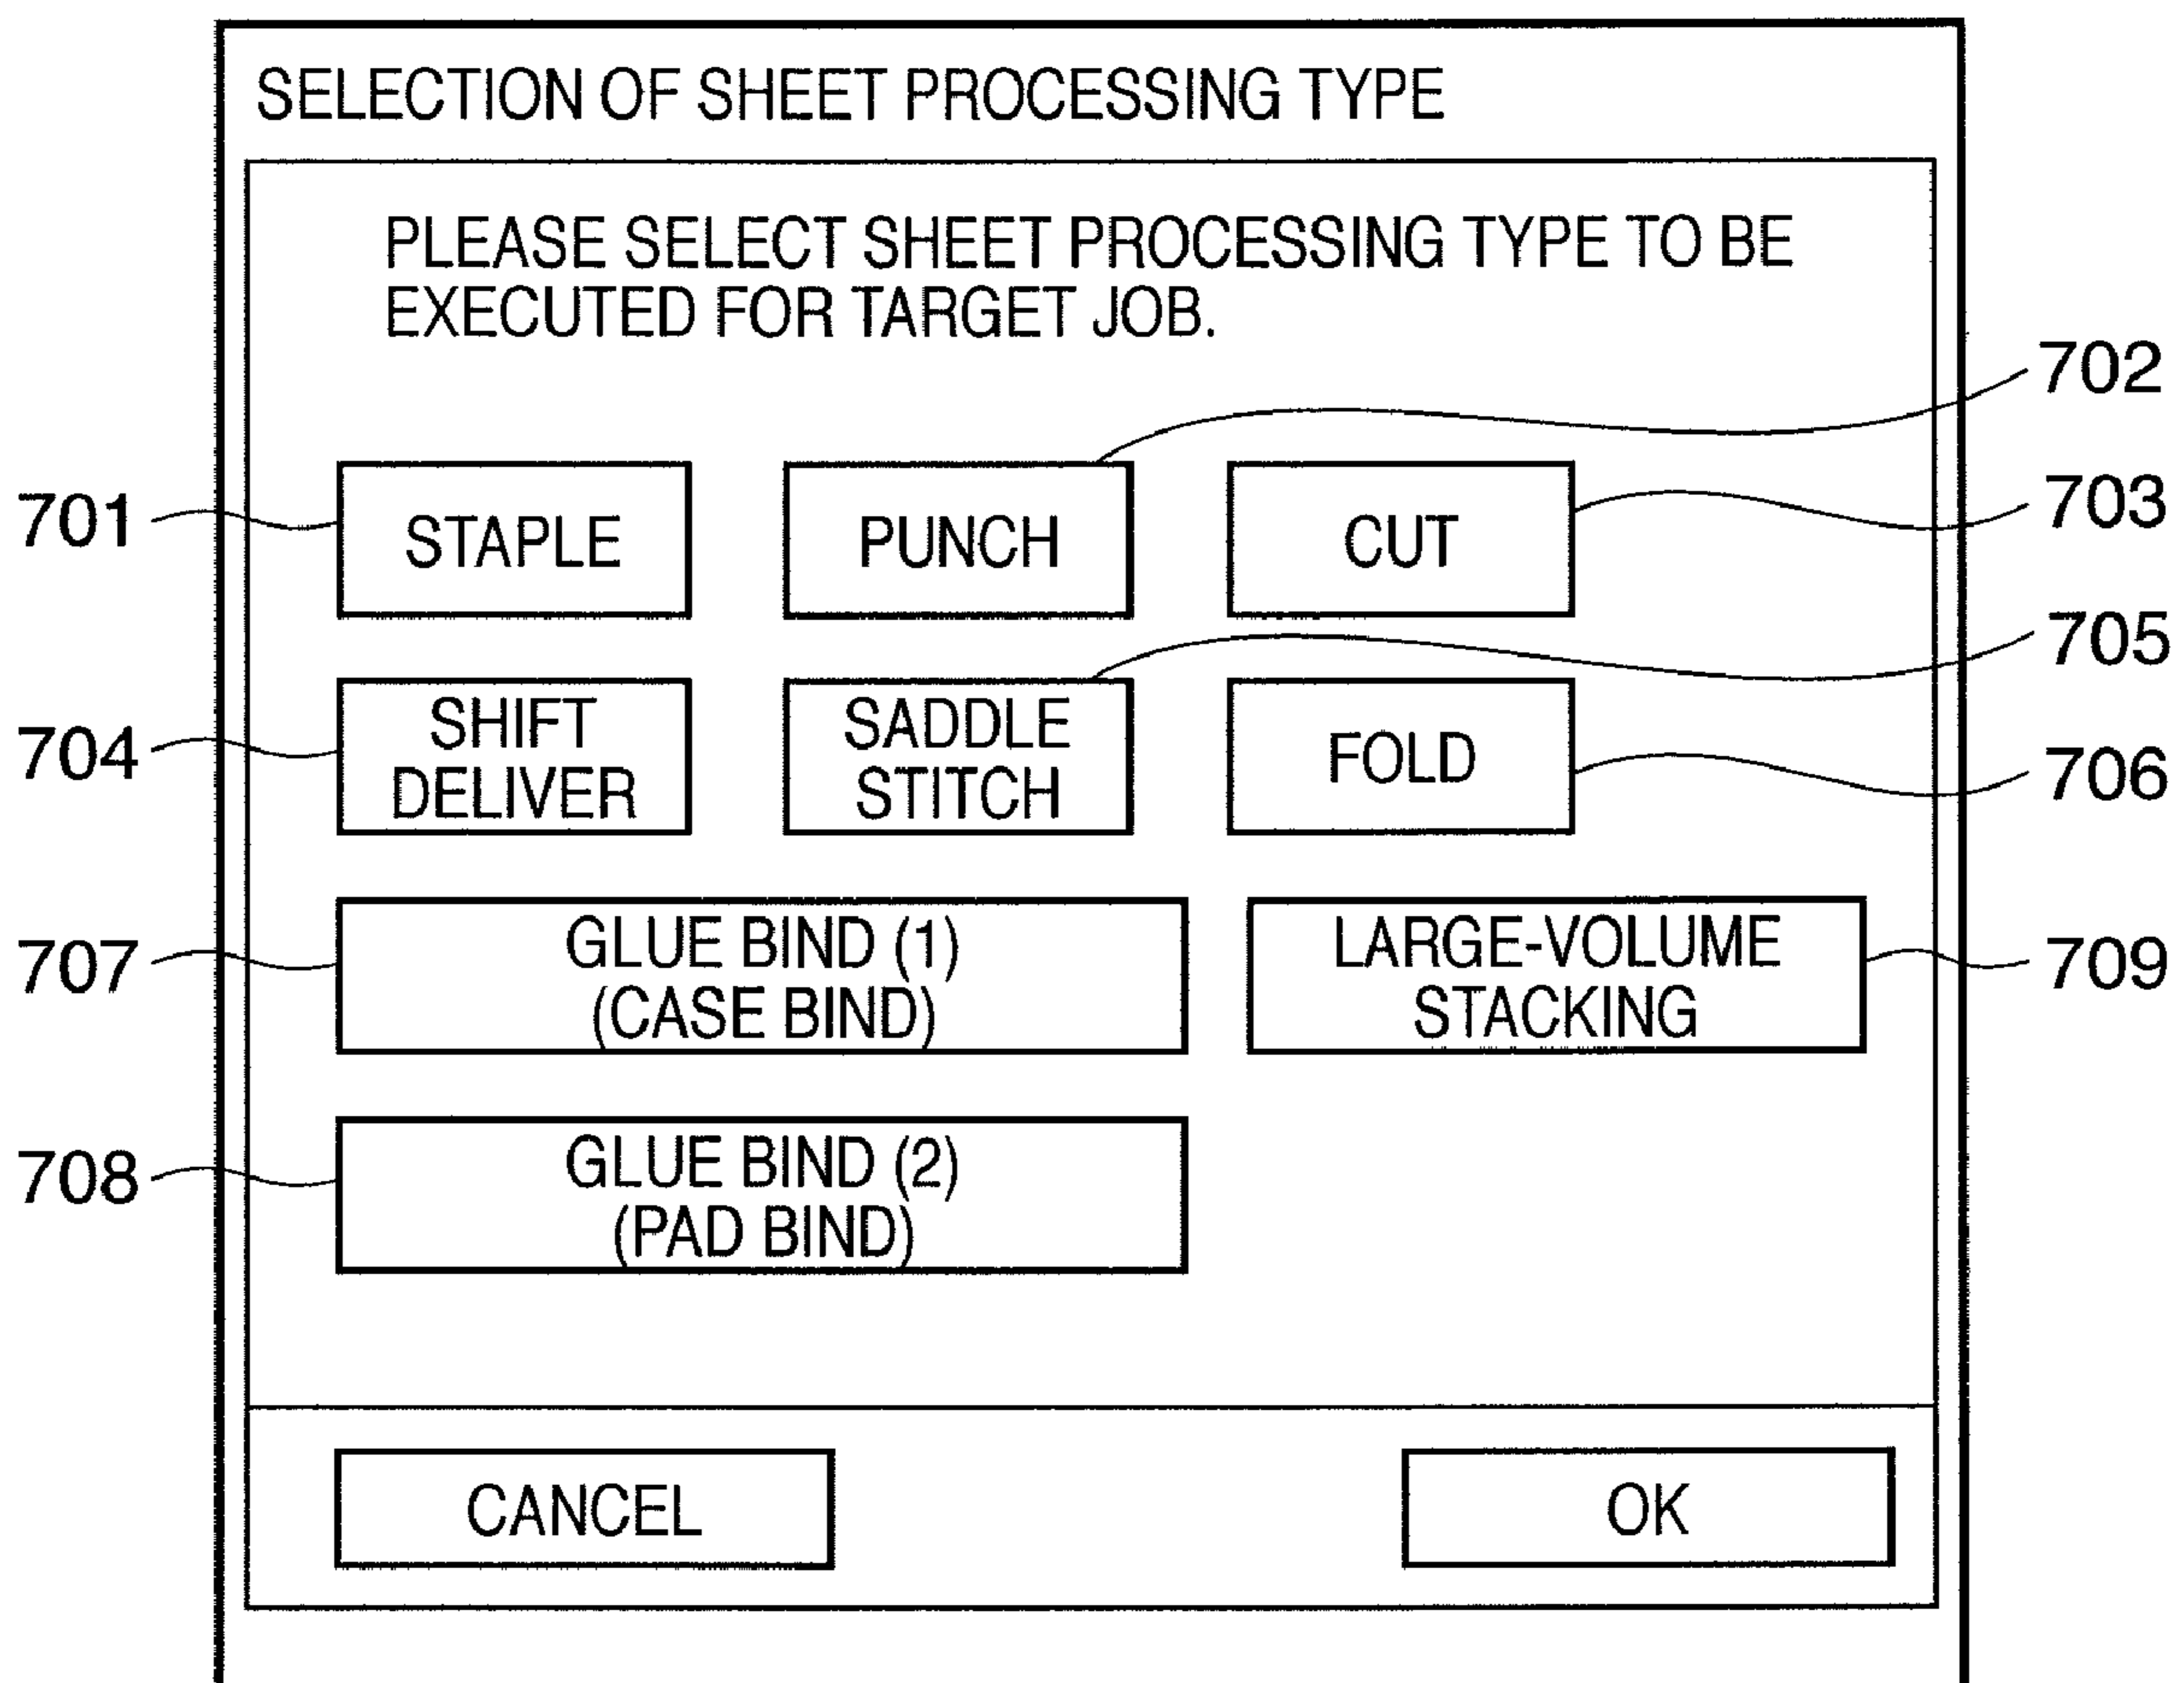 SELECTION OF SHEET PROCESSING TYPE
PLEASE SELECT SHEET PROCESSING TYPE TO BE
EXECUTED FOR TARGET JOB.
702
701
STAPLE
PUNCH
CUT
703
705
704
SHIFT
DELIVER
SADDLE
STITCH
FOLD
706
707
GLUE BIND (1)
(CASE BIND)
LARGE-VOLUME
STACKING
709
708
GLUE BIND (2)
(PAD BIND)
CANCEL
OK